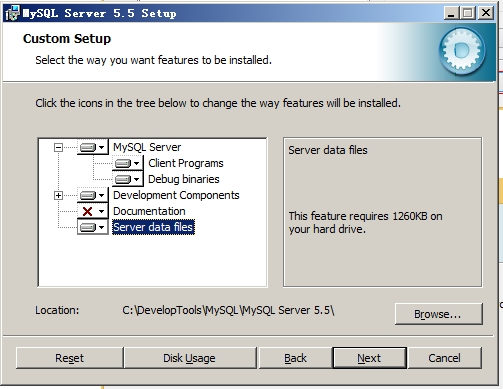 MySQL Server 5.5 Setup
Custom Setup
Select the way you want features to be installed.
Click the icons in the tree below to change the way features will be installed.
MySQL Server
Client Programs
Debug binaries
Development Components
Documentation
Server data files
Server data files
This feature requires 1260KB on
your hard drive.
Location:
C:\DevelopTools\MySQL\MySQL Server 5.5\
Browse...
Reset
Disk Usage
Back
Next
Cancel